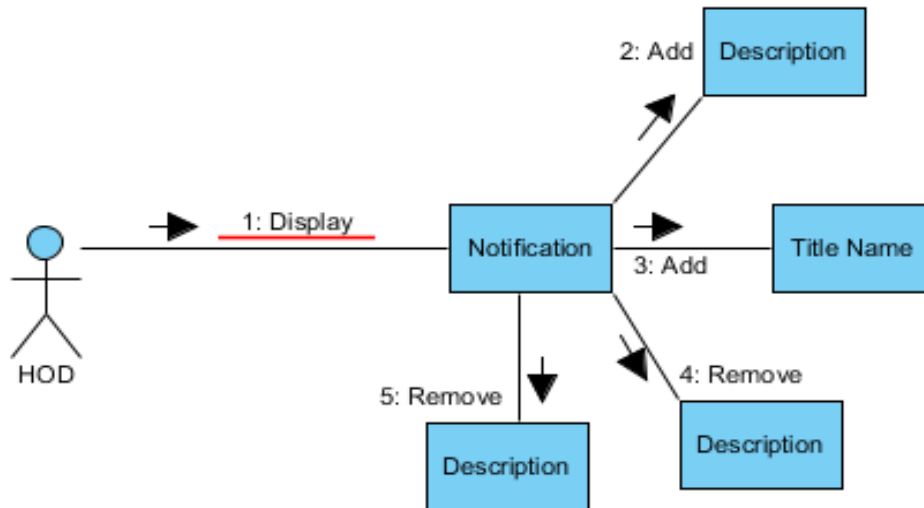 2: Add
Description
1: Display
Notification
3: Add
Title Name
HOD
5: Remove
4: Remove
Description
Description